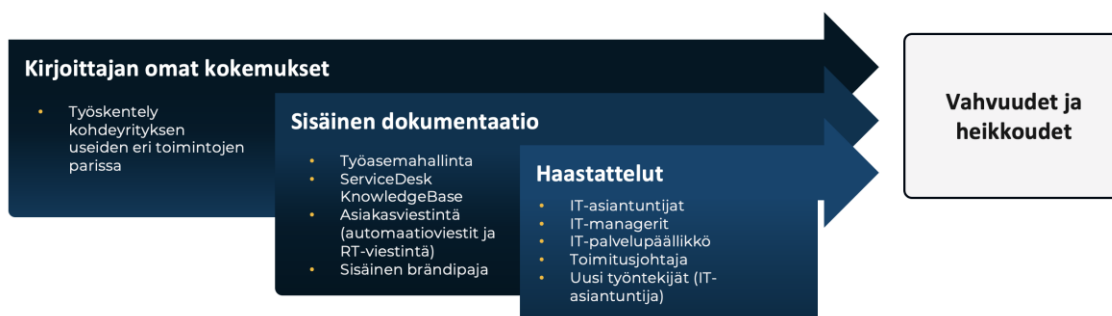 Kirjoittajan omat kokemukset
• Työskentely
kohdeyrityksen
useiden eri toimintojen
parissa
Sisäinen dokumentaatio
• Työasemahallinta
• ServiceDesk
KnowledgeBase
• Asiakasviestintä
(automaatioviestit ja
RT-viestintä)
• Sisäinen brändipaja
Haastattelut
• IT-asiantuntijat
• IT-managerit
• IT-palvelupäällikkö
• Toimitusjohtaja
• Uusi työntekijät (IT-
asiantuntija)
Vahvuudet ja
heikkoudet